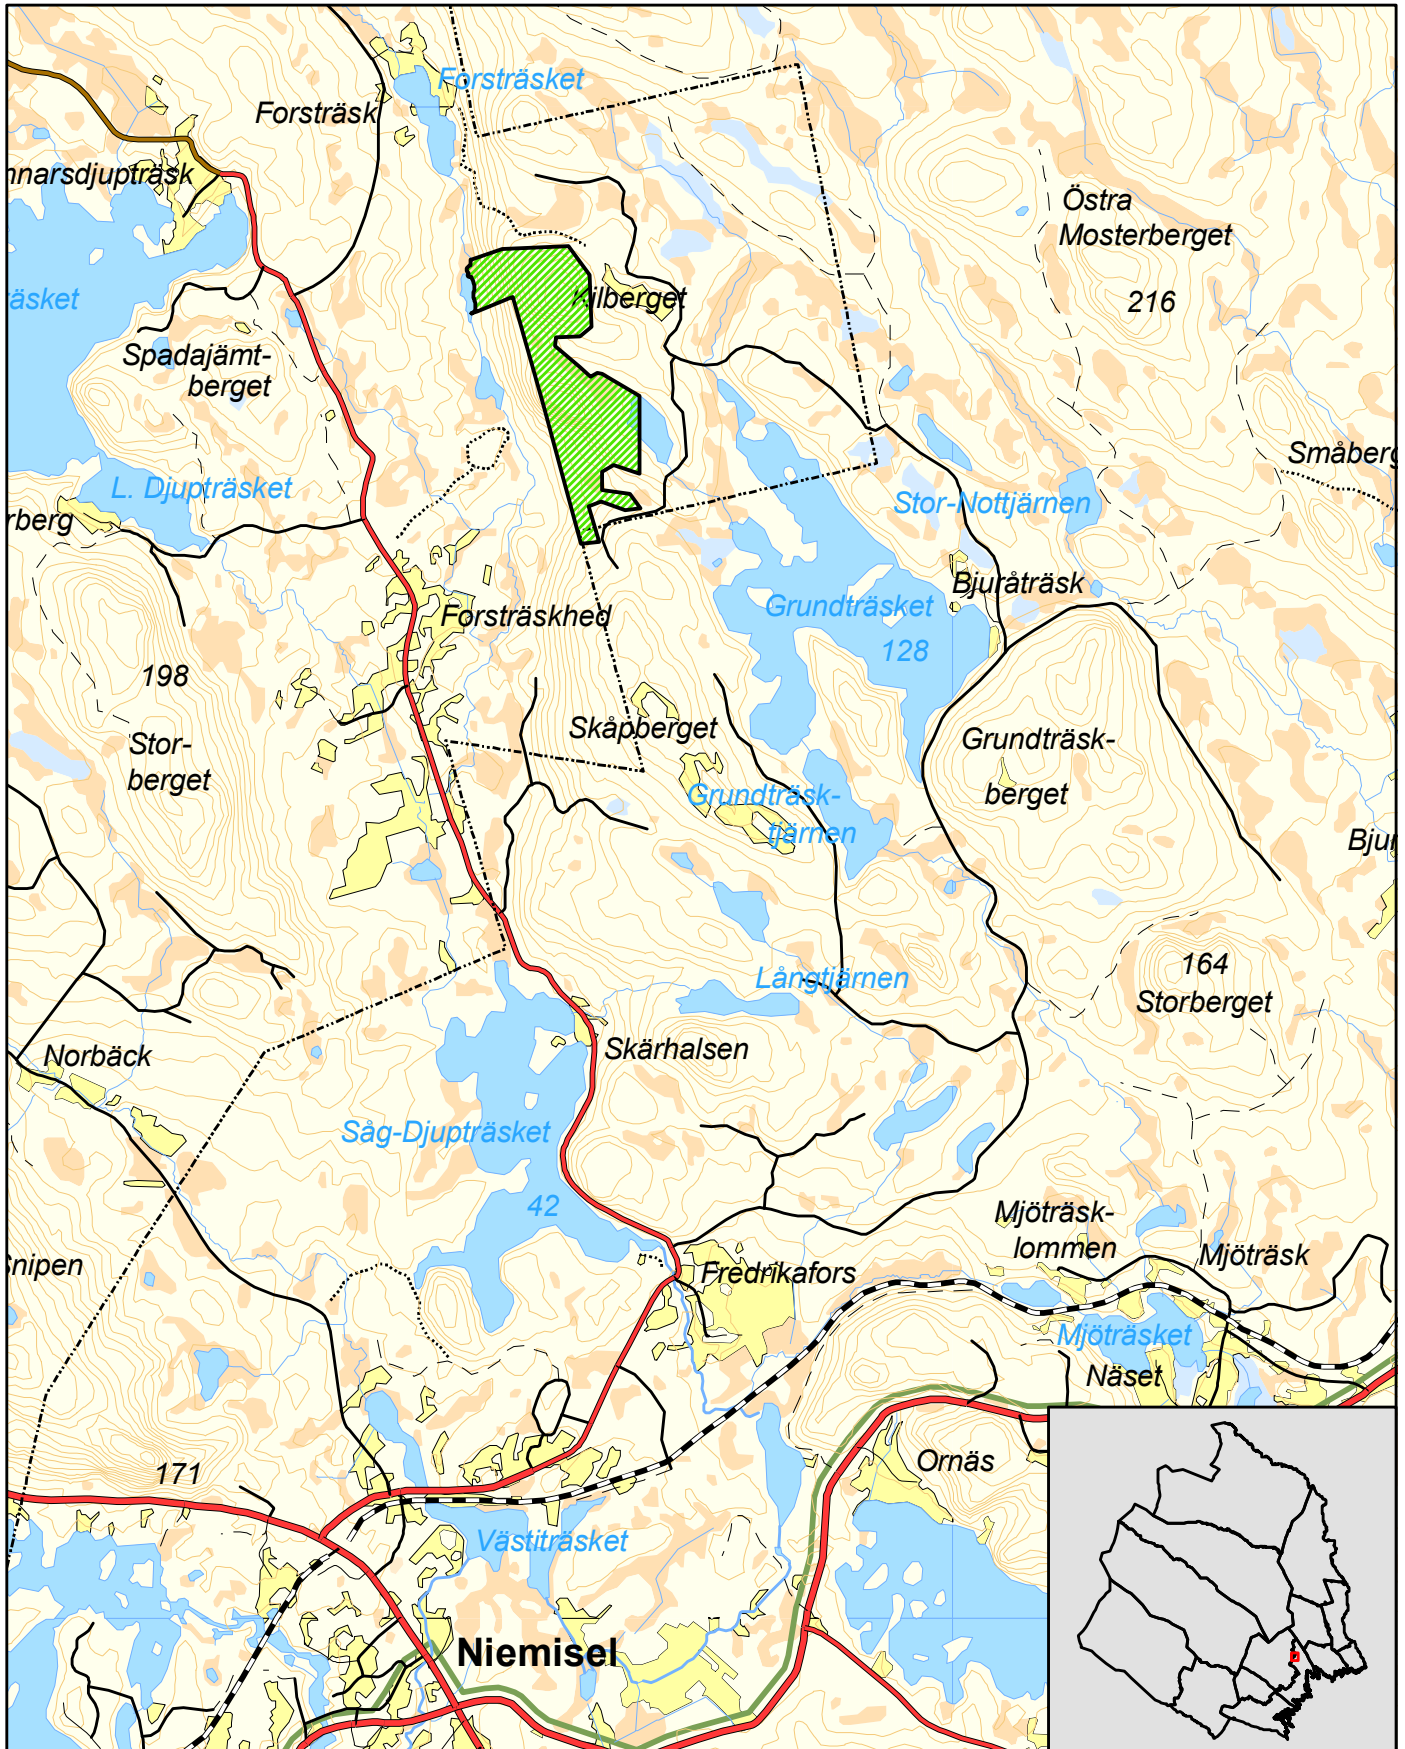 Forsträsket
Forsträsk
nnarsdjupträsk
Östra
Mosterberget
216
räsket
Kilberget
Spadajämt-
berget
Småberg
L. Djupträsket
Stor-Nottjärnen
rberg
Bjuråträsk
Grundträsket
128
Forsträskhed
198
Stor-
berget
Skåpberget
Grundträsk-
berget
Grundträsk-
tjärnen
Bjur
164
Storberget
Långtjärnen
Norbäck
Skärhalsen
Såg-Djupträsket
42
Mjöträsk-
lommen
Mjöträsk
Snipen
Fredrikafors
Mjöträsket
Näset
171
Ornäs
Västiträsket
Niemisel